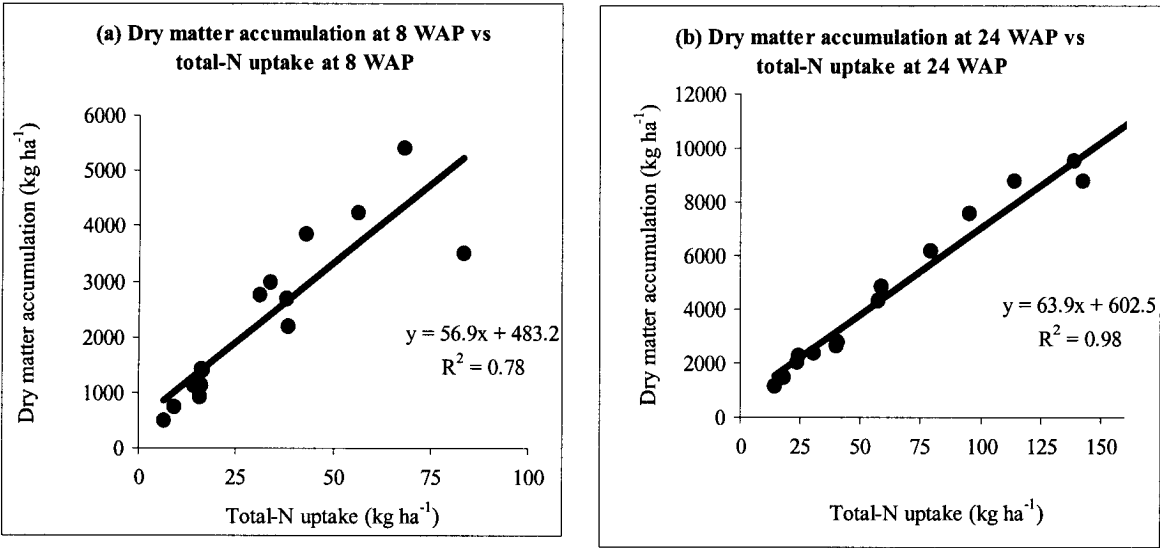 (a) Dry matter accumulation at 8 WAP vs
total-N uptake at 8 WAP
Dry matter accumulation (kg ha⁻¹)
6000
5000
4000
3000
2000
1000
0
y = 56.9x + 483.2
R² = 0.78
0 25 50 75 100
Total-N uptake (kg ha⁻¹)
(b) Dry matter accumulation at 24 WAP vs
total-N uptake at 24 WAP
Dry matter accumulation (kg ha⁻¹)
12000
10000
8000
6000
4000
2000
0
y = 63.9x + 602.5
R² = 0.98
0 25 50 75 100 125 150
Total-N uptake (kg ha⁻¹)